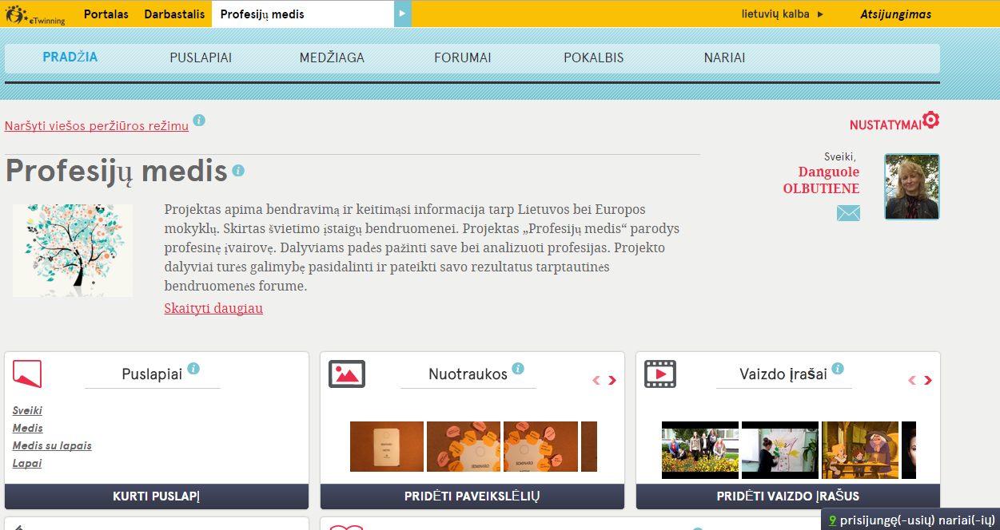 eTwinning Portalas Darbastalis Profesijų medis lietuvių kalba Atsijungimas
PRADŽIA PUSLAPIAI MEDŽIAGA FORUMAI POKALBIS NARIAI
Naršyti viešos peržiūros režimu
NUSTATYMAI
Sveiki,
Danguole
OLBUTIENE
Profesijų medis
Projektas apima bendravimą ir keitimąsi informacija tarp Lietuvos bei Europos
mokyklų. Skirtas švietimo įstaigų bendruomenei. Projektas „Profesijų medis“ parodys
profesinę įvairovę. Dalyviams padės pažinti save bei analizuoti profesijas. Projekto
dalyviai turės galimybę pasidalinti ir pateikti savo rezultatus tarptautinės
bendruomenės forume.
Skaityti daugiau
Puslapiai
Sveiki
Medis
Medis su lapais
Lapai
KURTI PUSLAPĮ
Nuotraukos
SEMINARO
SEMINARO
PRIDĖTI PAVEIKSLĖLIŲ
Vaizdo įrašai
PRIDĖTI VAIZDO ĮRAŠUS
9 prisijungę(-usių) nariai(-ių)